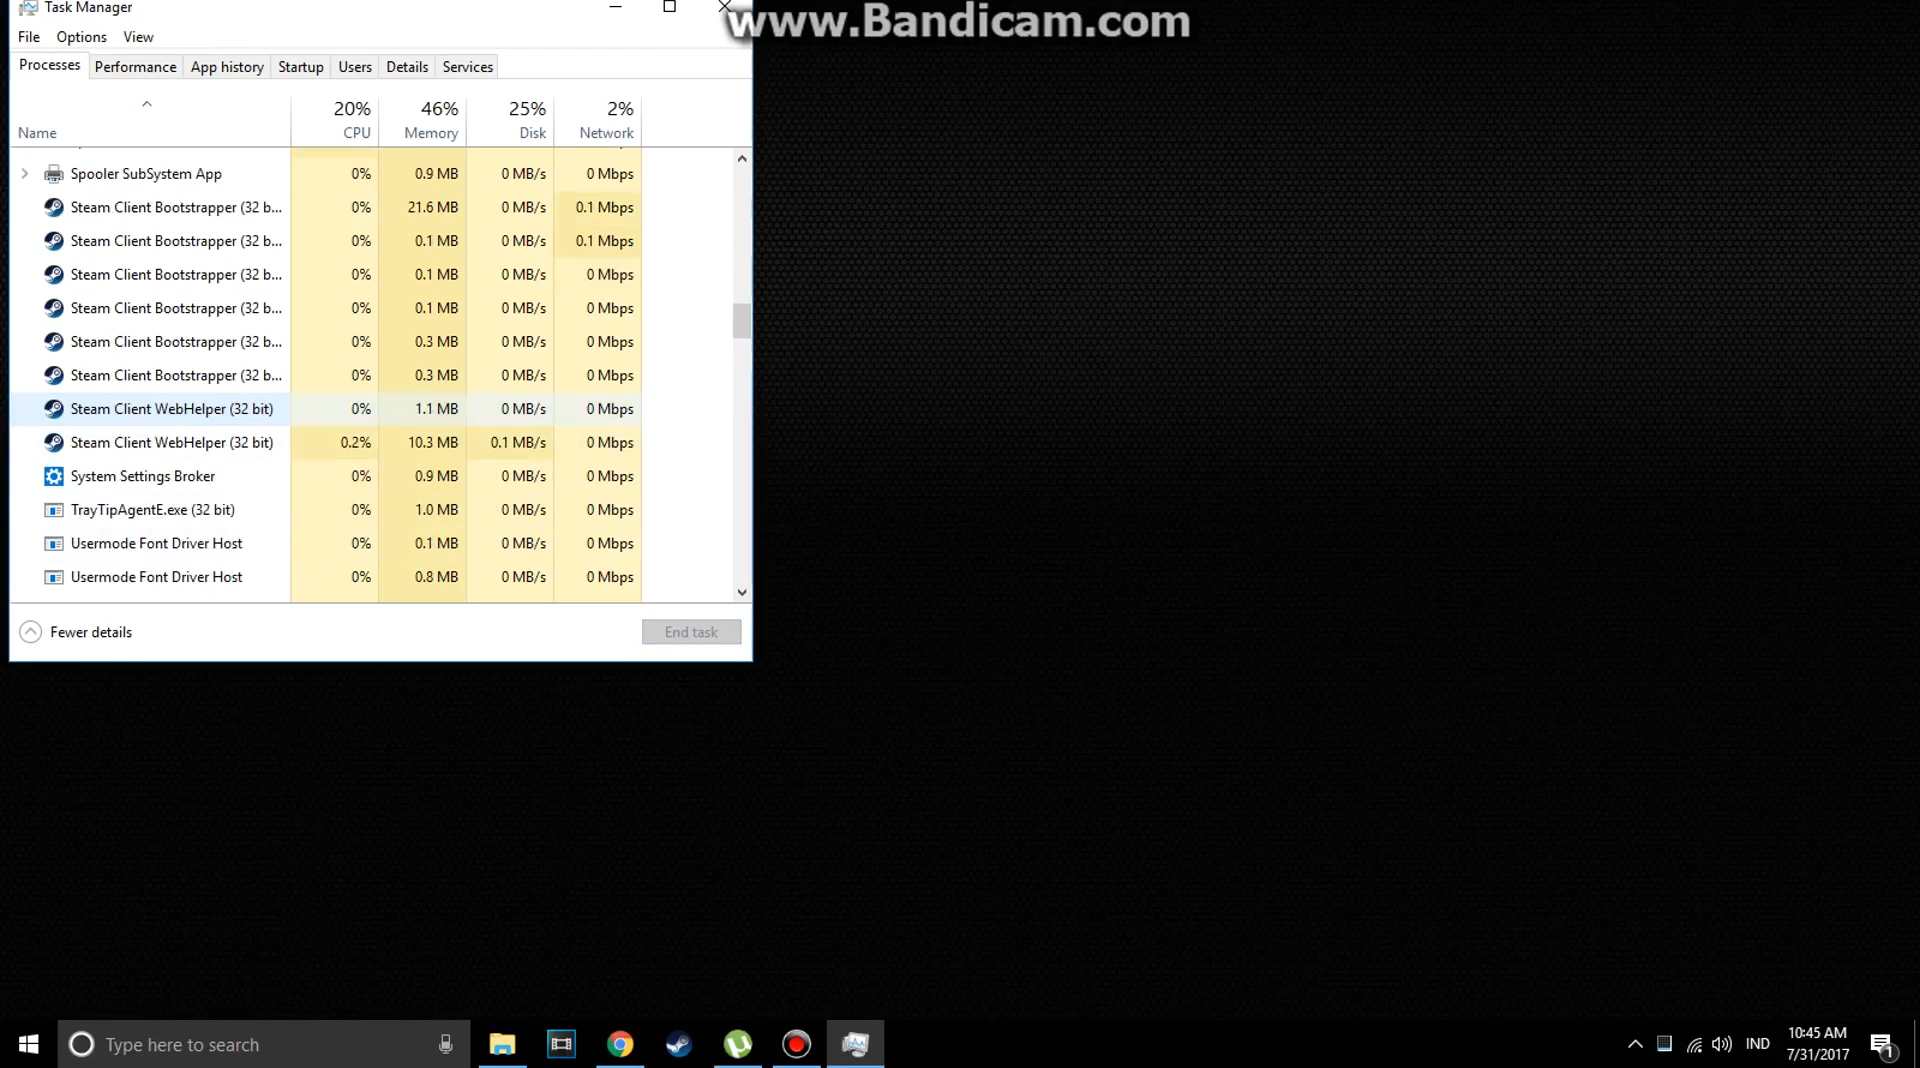 Task Manager
www.Bandicam.com
File Options View
Processes Performance App history Startup Users Details Services
20% 46% 25% 2%
Name CPU Memory Disk Network
Spooler SubSystem App 0% 0.9 MB 0 MB/s 0 Mbps
Steam Client Bootstrapper (32 b... 0% 21.6 MB 0 MB/s 0.1 Mbps
Steam Client Bootstrapper (32 b... 0% 0.1 MB 0 MB/s 0.1 Mbps
Steam Client Bootstrapper (32 b... 0% 0.1 MB 0 MB/s 0 Mbps
Steam Client Bootstrapper (32 b... 0% 0.1 MB 0 MB/s 0 Mbps
Steam Client Bootstrapper (32 b... 0% 0.3 MB 0 MB/s 0 Mbps
Steam Client Bootstrapper (32 b... 0% 0.3 MB 0 MB/s 0 Mbps
Steam Client WebHelper (32 bit) 0% 1.1 MB 0 MB/s 0 Mbps
Steam Client WebHelper (32 bit) 0.2% 10.3 MB 0.1 MB/s 0 Mbps
System Settings Broker 0% 0.9 MB 0 MB/s 0 Mbps
TrayTipAgentE.exe (32 bit) 0% 1.0 MB 0 MB/s 0 Mbps
Usermode Font Driver Host 0% 0.1 MB 0 MB/s 0 Mbps
Usermode Font Driver Host 0% 0.8 MB 0 MB/s 0 Mbps
Fewer details End task
Type here to search
IND
10:45 AM
7/31/2017
1